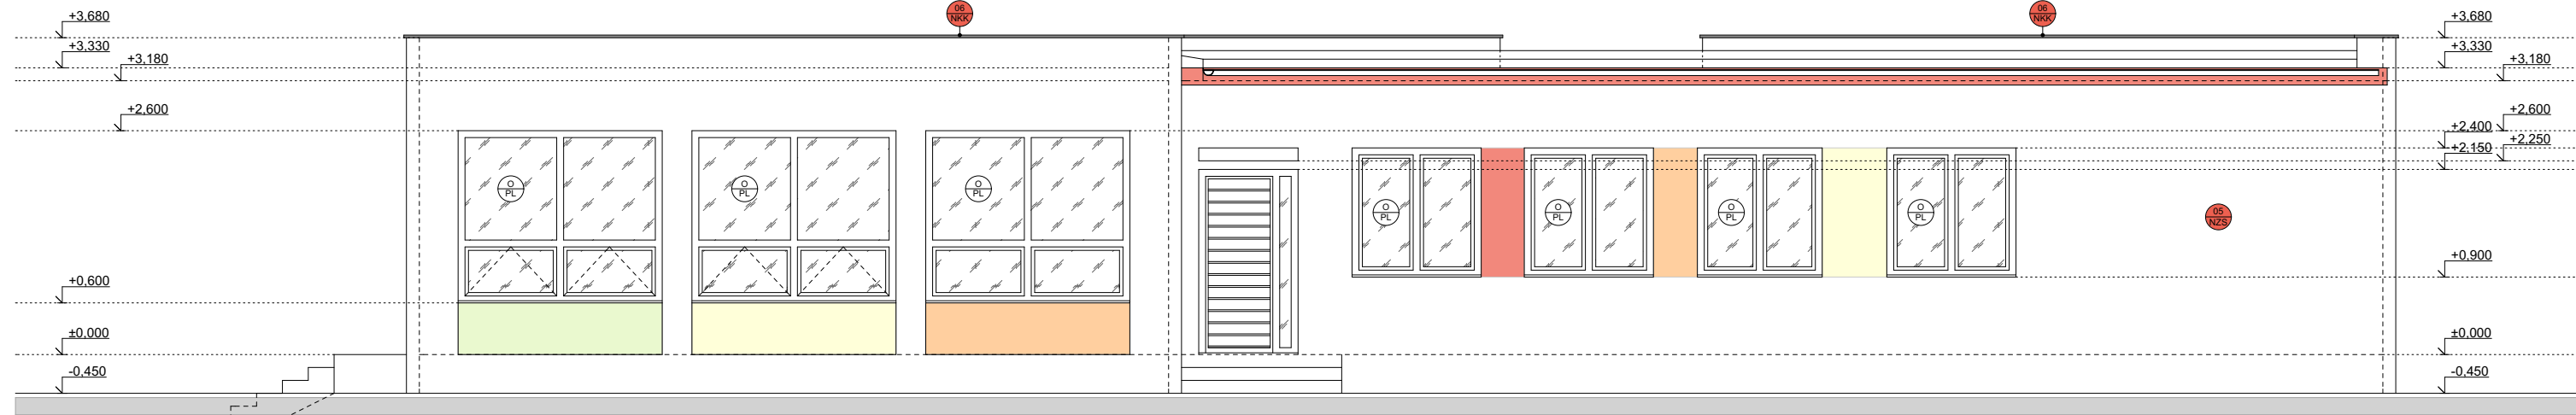 06
NKK
06
NKK
+3,680
+3,330
+3,180
+2,600
+0,600
±0,000
-0,450
O
PL
O
PL
O
PL
O
PL
O
PL
O
PL
O
PL
05
NZS
+3,680
+3,330
+3,180
+2,600
+2,400
+2,250
+2,150
+0,900
±0,000
-0,450